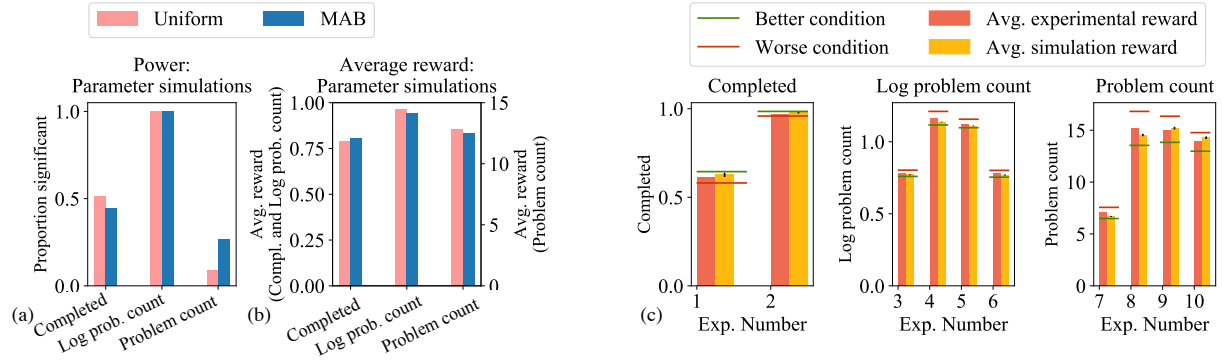 Uniform
MAB
Power:
Parameter simulations
Proportion significant
1.0
0.5
0.0
Completed
Log prob. count
Problem count
(a)
Average reward:
Parameter simulations
Avg. reward
(Compl. and Log prob. count)
1.00
0.75
0.50
0.25
0.00
15
10
5
0
Avg. reward
(Problem count)
Completed
Log prob. count
Problem count
(b)
Better condition
Worse condition
Avg. experimental reward
Avg. simulation reward
Completed
Completed
1.0
0.5
0.0
1
2
Exp. Number
(c)
Log problem count
Log problem count
1.0
0.5
0.0
3
4
5
6
Exp. Number
Problem count
Problem count
15
10
5
0
7
8
9
10
Exp. Number